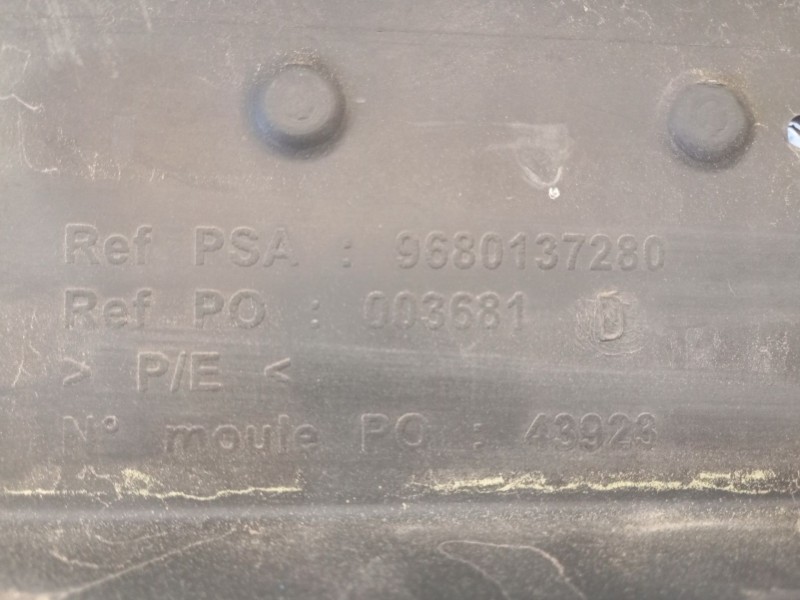 Ref PSA : 9680137280
Ref PO : 003681 D
> P/E <
N° moule PO : 43923